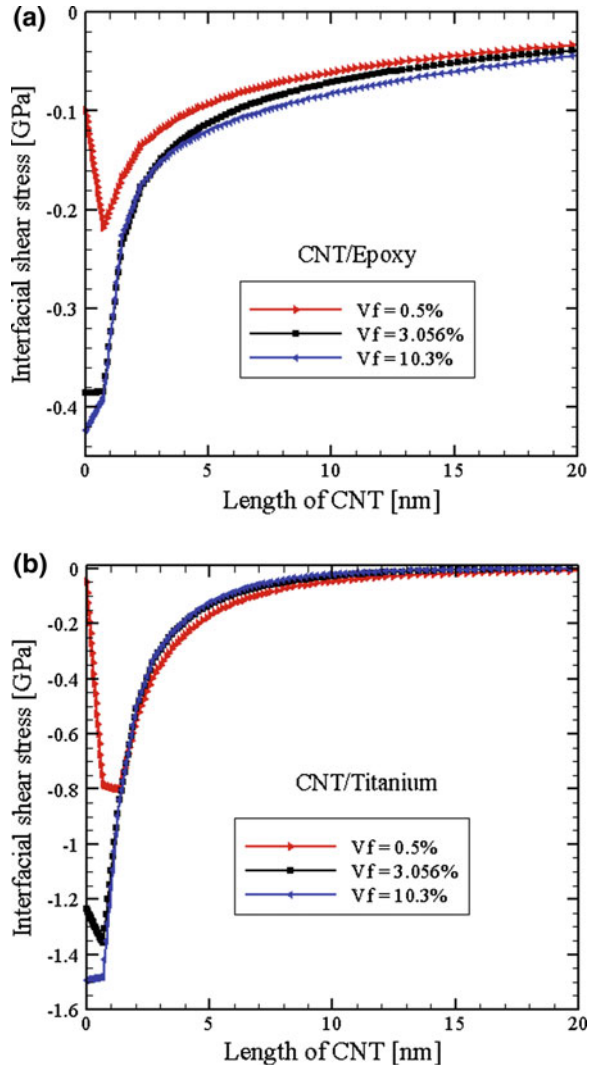 (a)
0
-0.1
-0.2
-0.3
-0.4
Interfacial shear stress [GPa]
CNT/Epoxy
Vf = 0.5%
Vf = 3.056%
Vf = 10.3%
0 5 10 15 20
Length of CNT [nm]
(b)
0
-0.2
-0.4
-0.6
-0.8
-1
-1.2
-1.4
-1.6
Interfacial shear stress [GPa]
CNT/Titanium
Vf = 0.5%
Vf = 3.056%
Vf = 10.3%
0 5 10 15 20
Length of CNT [nm]